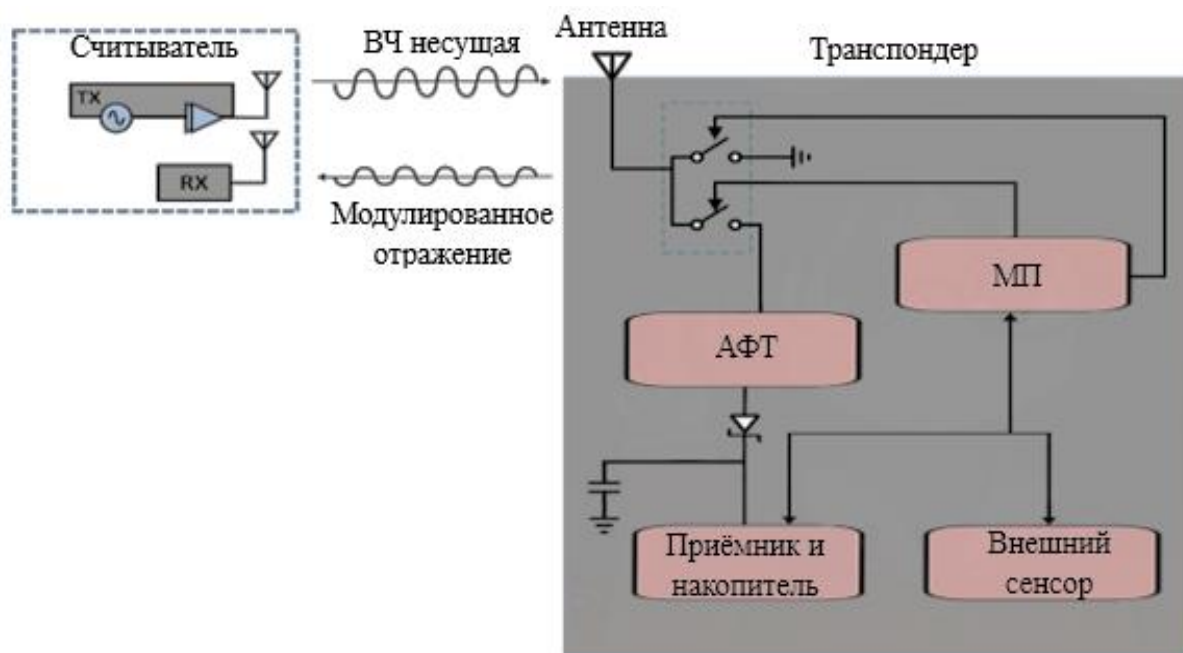 Считыватель
ВЧ несущая
Антенна
Транспондер
TX
RX
Модулированное
отражение
МП
АФТ
Приёмник и
накопитель
Внешний
сенсор